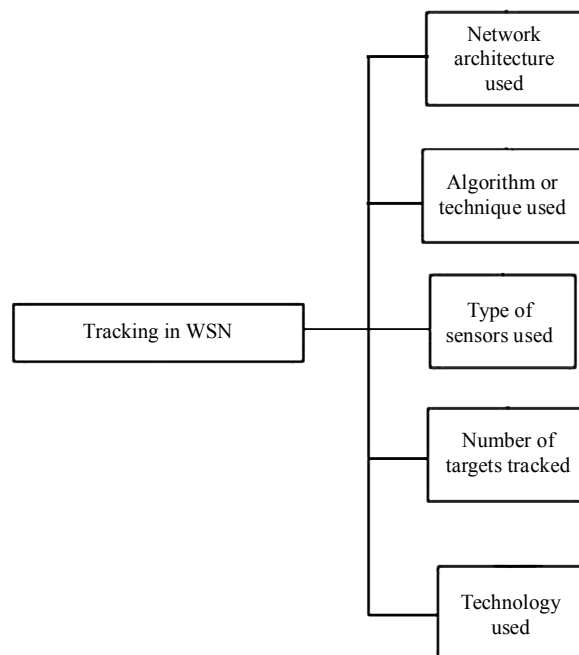 Network
architecture
used
Algorithm or
technique used
Tracking in WSN
Type of
sensors used
Number of
targets tracked
Technology
used